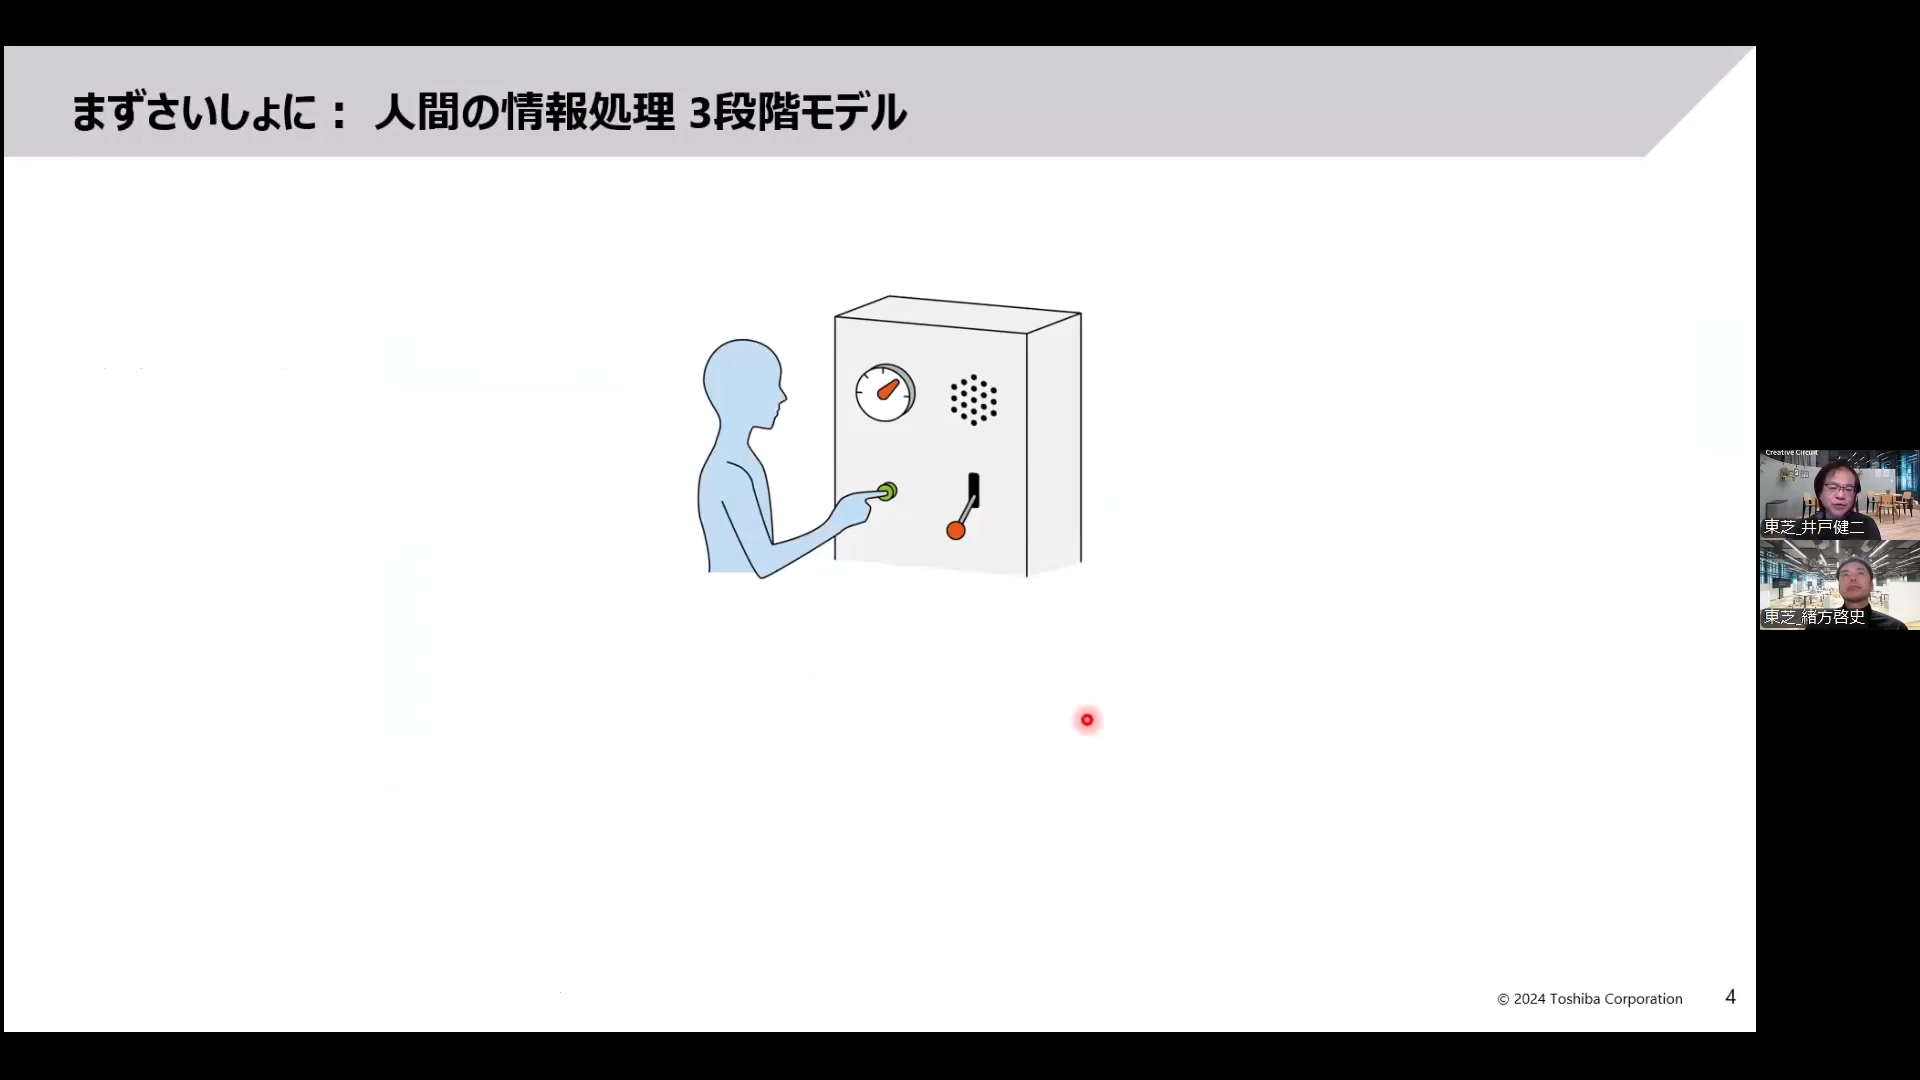 まずさいしょに： 人間の情報処理 3段階モデル
Creative Circuit
東芝_井戸健二
東芝_緒方啓史
© 2024 Toshiba Corporation
4